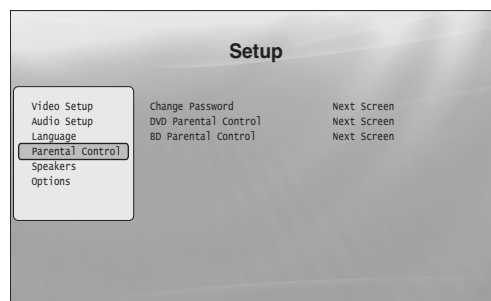 Setup
Video Setup
Audio Setup
Language
Parental Control
Speakers
Options
Change Password Next Screen
DVD Parental Control Next Screen
BD Parental Control Next Screen